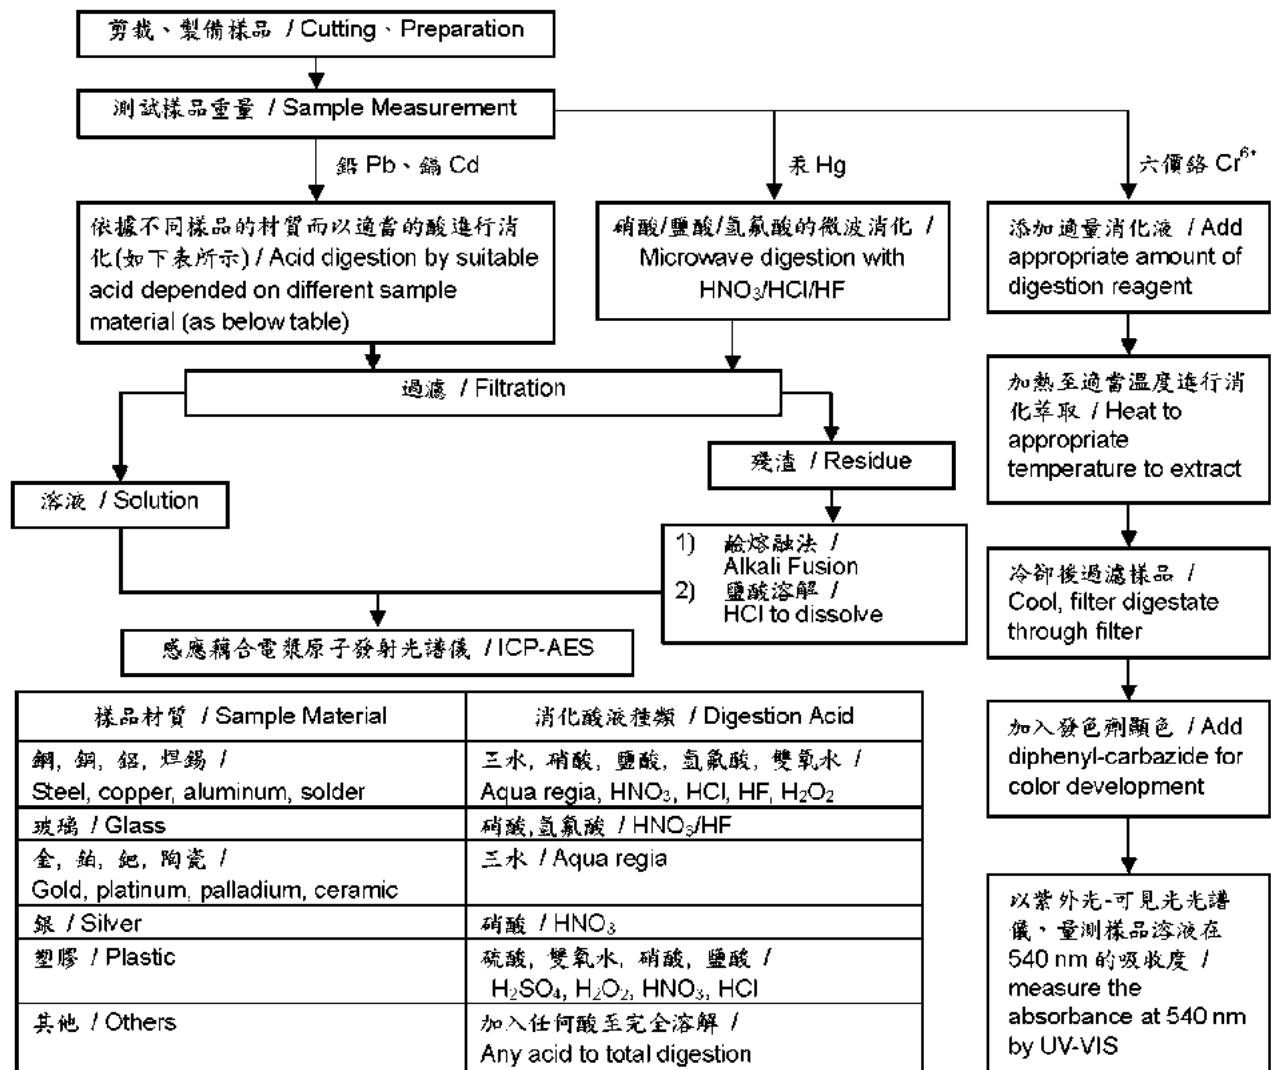 剪裁、製備樣品 / Cutting、Preparation
測試樣品重量 / Sample Measurement
鉛 Pb、鎘 Cd
汞 Hg
六價鉻 Cr6+
依據不同樣品的材質而以適當的酸進行消
化(如下表所示) / Acid digestion by suitable
acid depended on different sample
material (as below table)
硝酸/鹽酸/氫氟酸的微波消化 /
Microwave digestion with
HNO3/HCl/HF
添加適量消化液 / Add
appropriate amount of
digestion reagent
過濾 / Filtration
加熱至適當溫度進行消
化萃取 / Heat to
appropriate
temperature to extract
殘渣 / Residue
溶液 / Solution
1) 鹼熔融法 /
Alkali Fusion
2) 鹽酸溶解 /
HCl to dissolve
冷卻後過濾樣品 /
Cool, filter digestate
through filter
感應耦合電漿原子發射光譜儀 / ICP-AES
加入發色劑顯色 / Add
diphenyl-carbazide for
color development
以紫外光-可見光光譜
儀、量測樣品溶液在
540 nm 的吸收度 /
measure the
absorbance at 540 nm
by UV-VIS
樣品材質 / Sample Material
消化酸液種類 / Digestion Acid
鋼, 銅, 鋁, 焊錫 /
Steel, copper, aluminum, solder
王水, 硝酸, 鹽酸, 氫氟酸, 雙氧水 /
Aqua regia, HNO3, HCl, HF, H2O2
玻璃 / Glass
硝酸,氫氟酸 / HNO3/HF
金, 鉑, 鈀, 陶瓷 /
Gold, platinum, palladium, ceramic
王水 / Aqua regia
銀 / Silver
硝酸 / HNO3
塑膠 / Plastic
硫酸, 雙氧水, 硝酸, 鹽酸 /
H2SO4, H2O2, HNO3, HCl
其他 / Others
加入任何酸至完全溶解 /
Any acid to total digestion